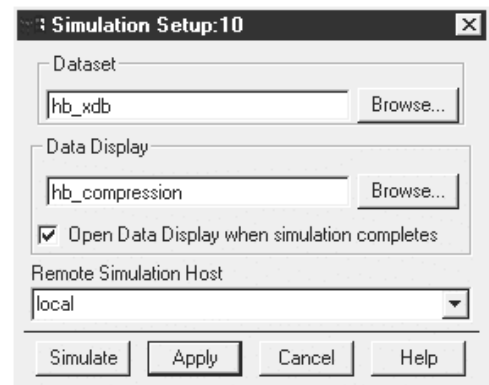 Simulation Setup:10
Dataset
hb_xdb
Browse...
Data Display
hb_compression
Browse...
Open Data Display when simulation completes
Remote Simulation Host
local
Simulate Apply Cancel Help